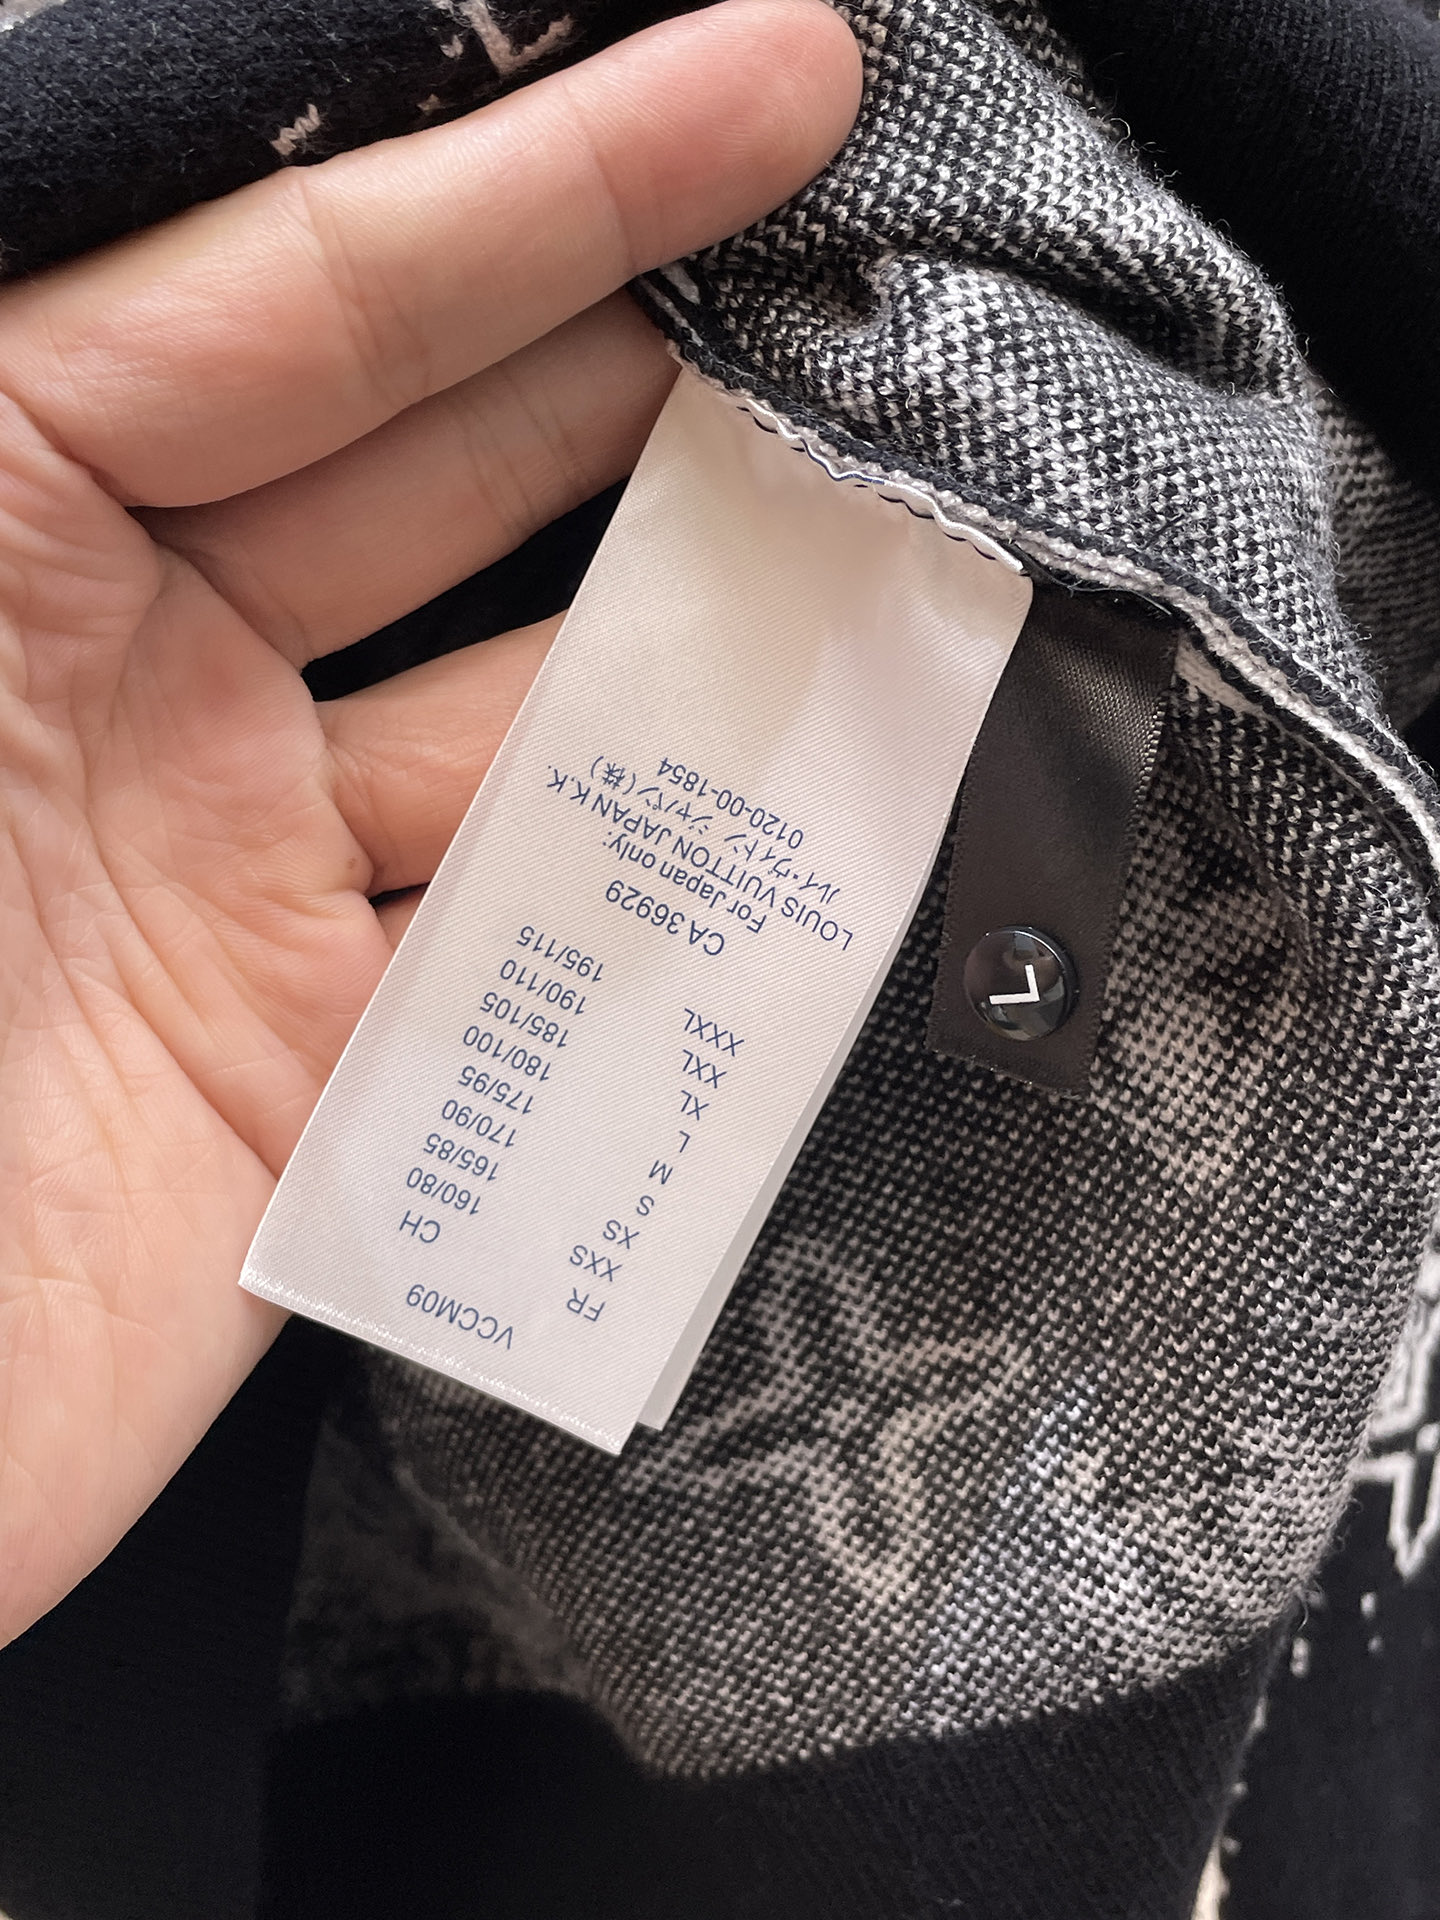 VCCM09
FR CH
XXS 160/80
XS 165/85
S 170/90
M 175/95
L 180/100
XL 185/105
XXL 190/110
XXXL 195/115
CA 36929
For Japan only:
LOUIS VUITTON JAPAN K.K.
ルイ・ヴィトン ジャパン(株)
0120-00-1854
L